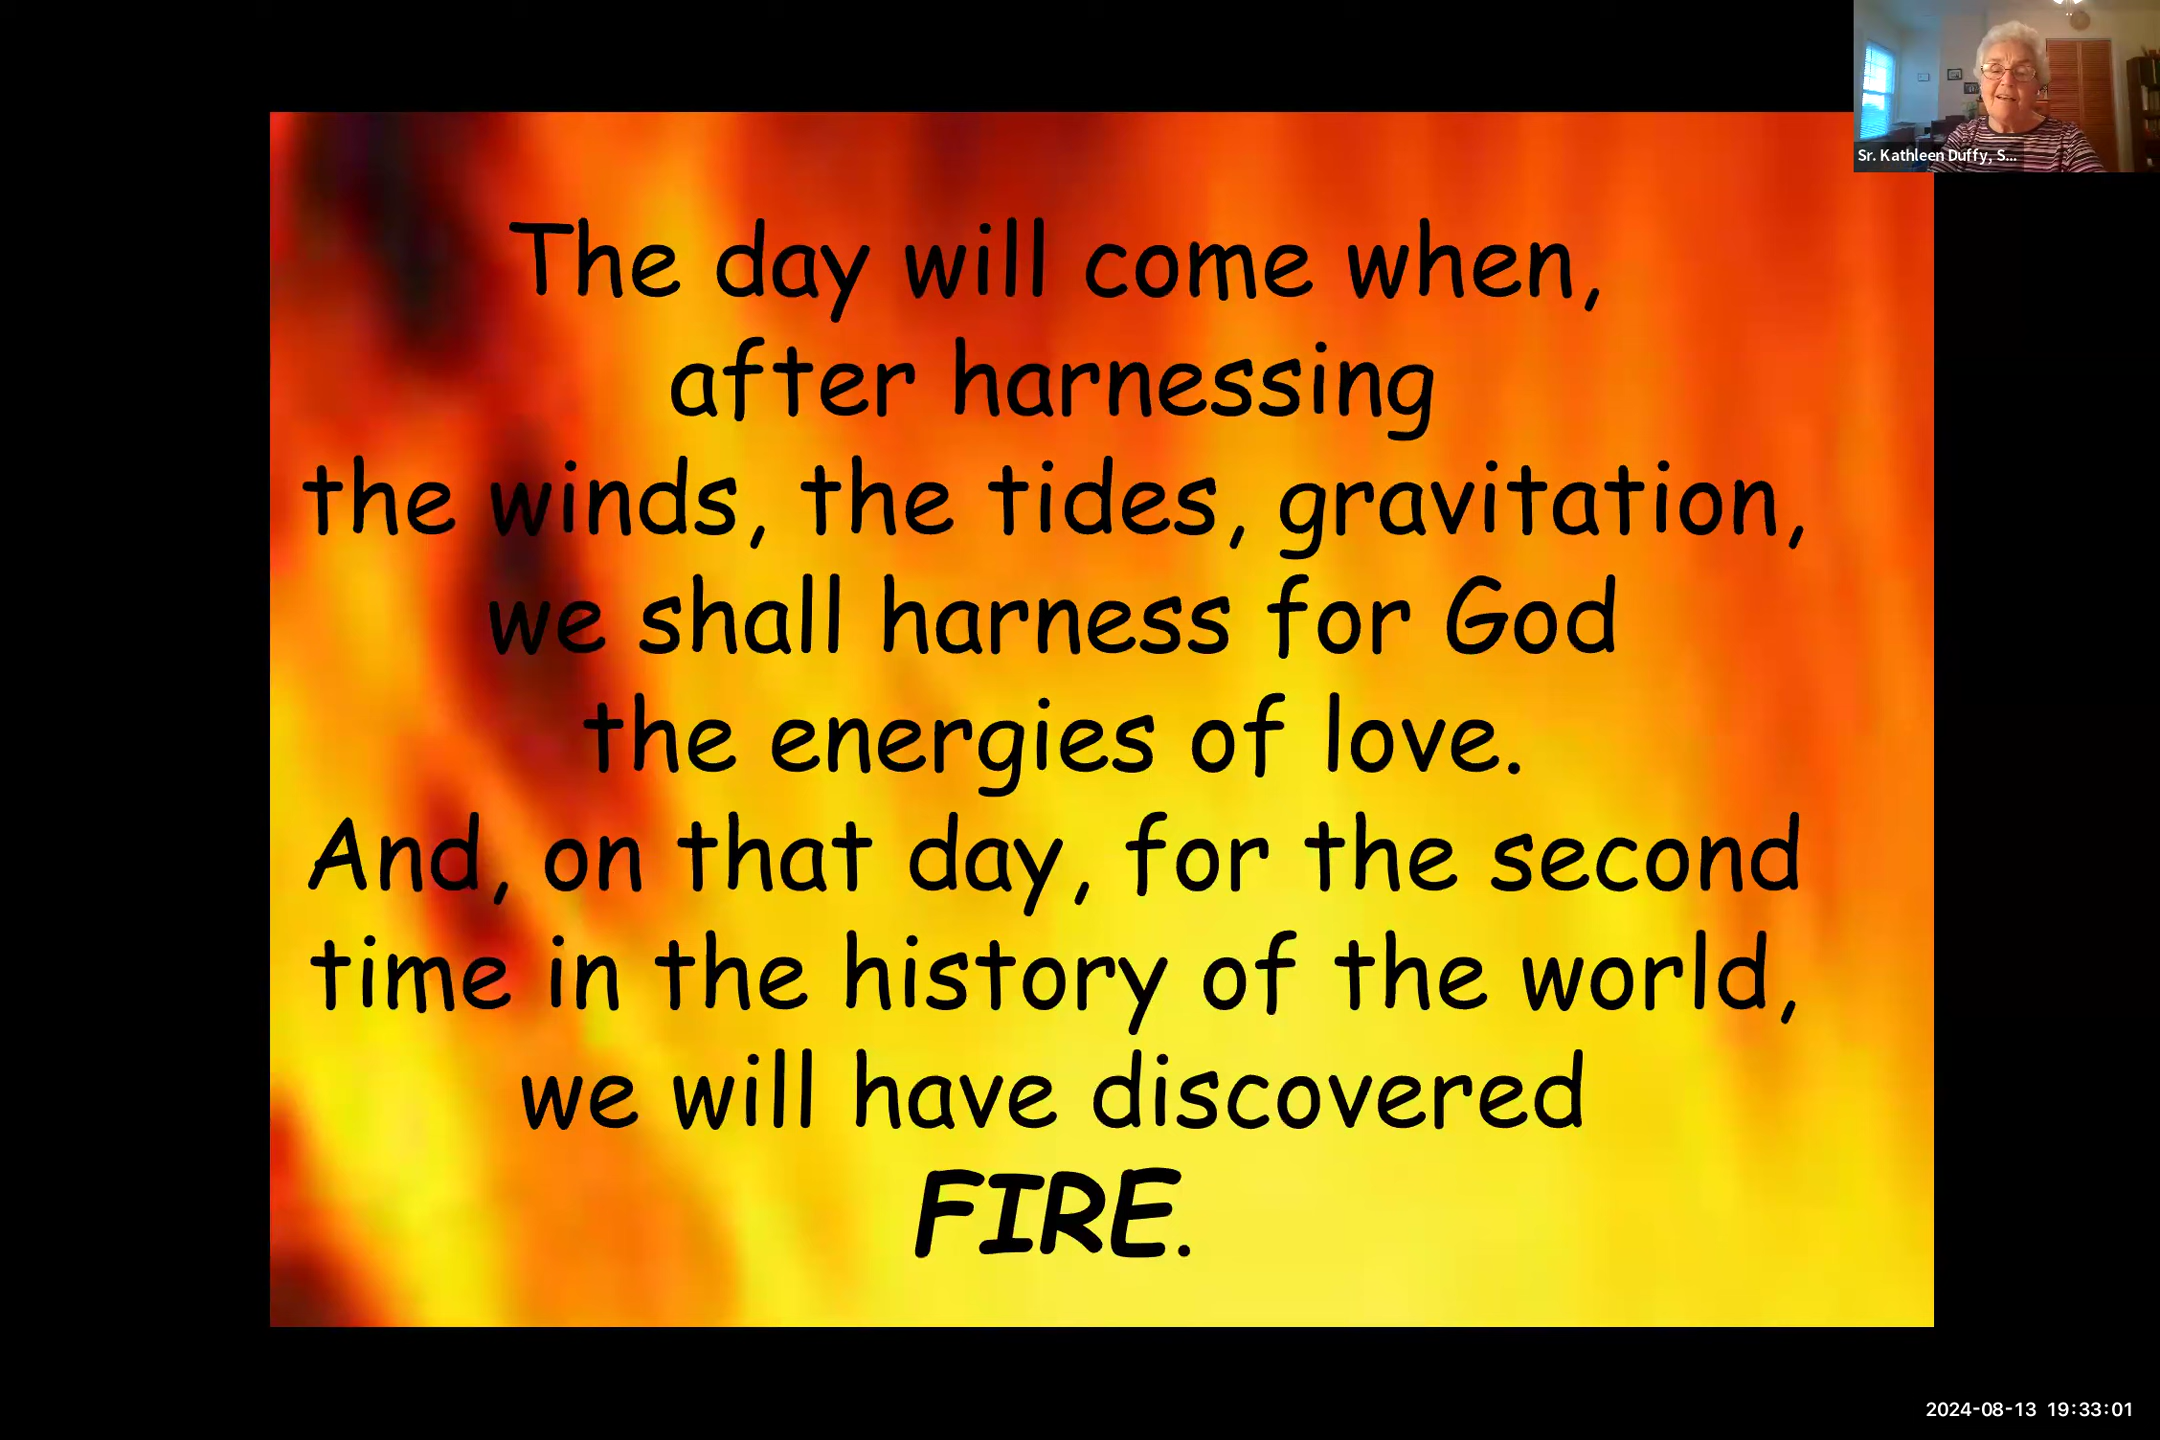 The day will come when,
after harnessing
the winds, the tides, gravitation,
we shall harness for God
the energies of love.
And, on that day, for the second
time in the history of the world,
we will have discovered
FIRE.
Sr. Kathleen Duffy, S...
2024-08-13 19:33:01